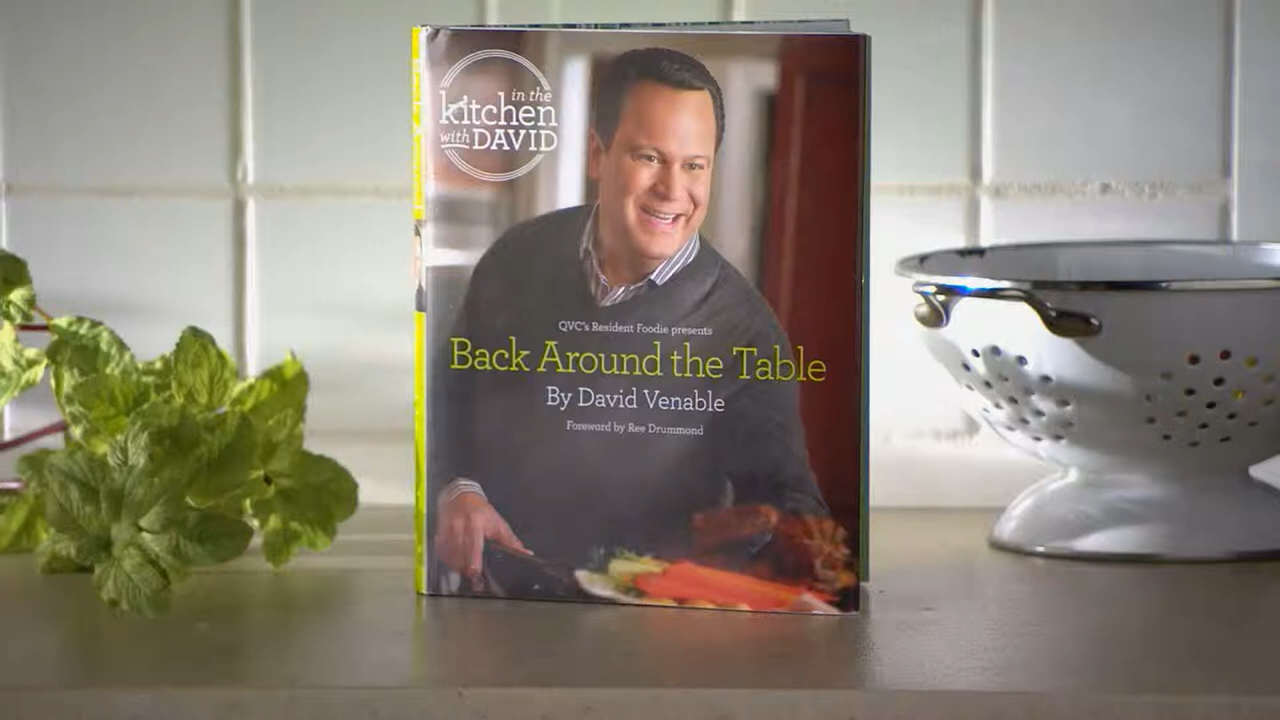 in the
kitchen
with DAVID
QVC's Resident Foodie presents
Back Around the Table
By David Venable
Foreword by Ree Drummond